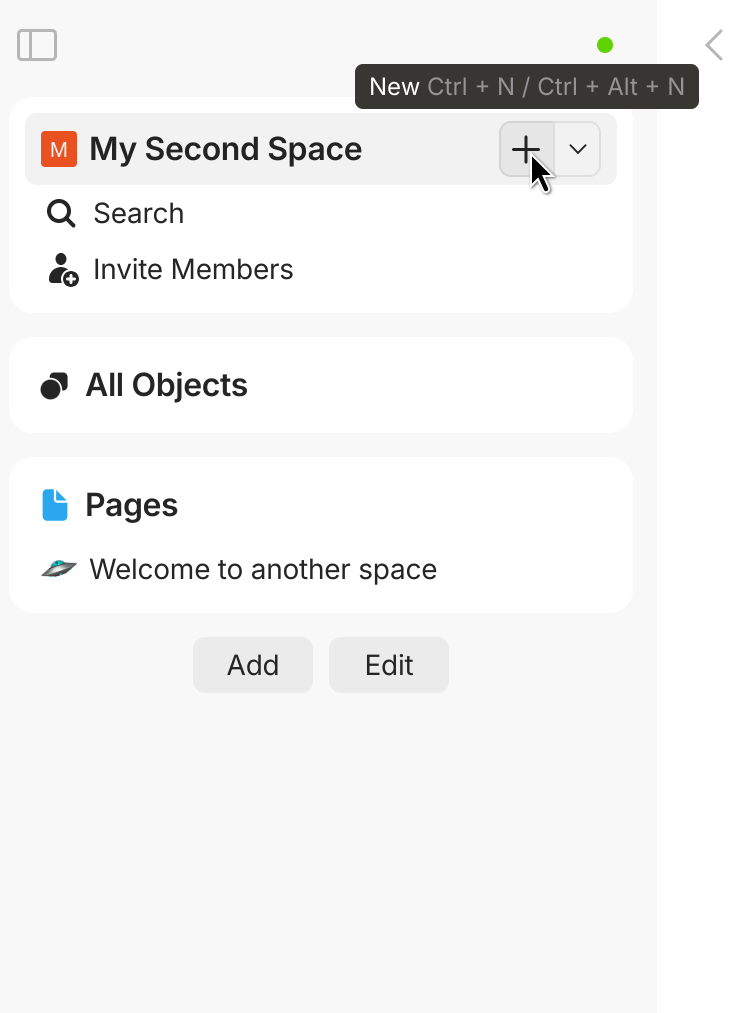 New Ctrl + N / Ctrl + Alt + N
M My Second Space
Search
Invite Members
All Objects
Pages
Welcome to another space
Add Edit